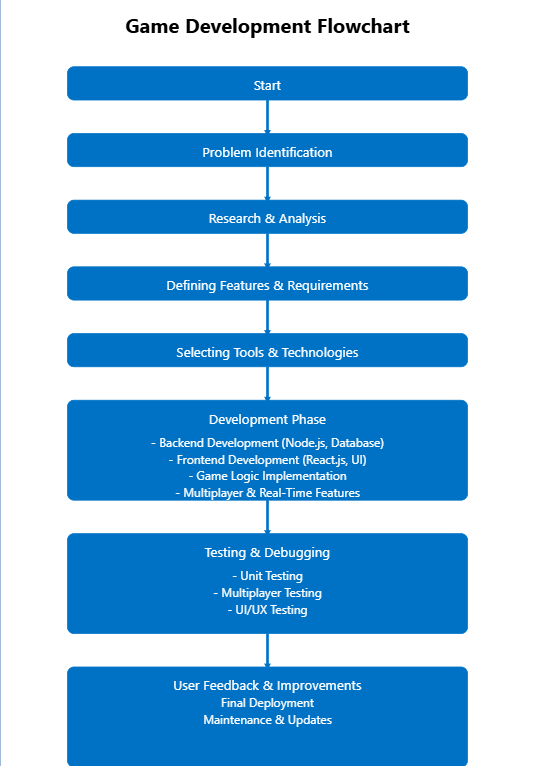 Game Development Flowchart
Start
Problem Identification
Research & Analysis
Defining Features & Requirements
Selecting Tools & Technologies
Development Phase
- Backend Development (Node.js, Database)
- Frontend Development (React.js, UI)
- Game Logic Implementation
- Multiplayer & Real-Time Features
Testing & Debugging
- Unit Testing
- Multiplayer Testing
- UI/UX Testing
User Feedback & Improvements
Final Deployment
Maintenance & Updates